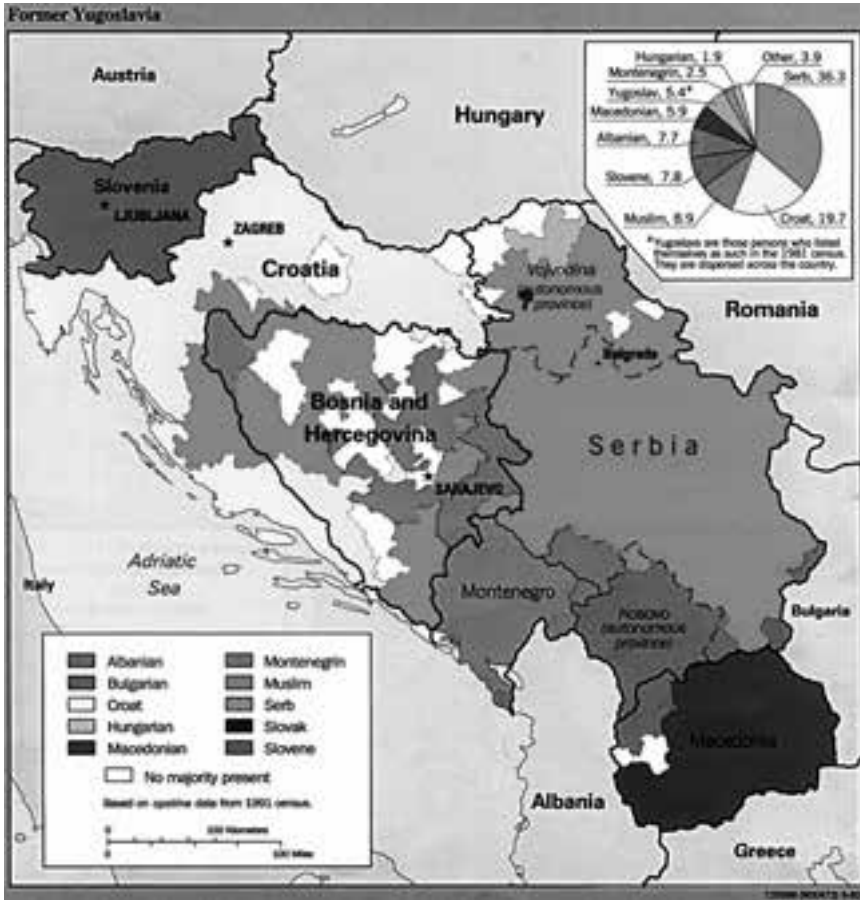 Former Yugoslavia
Austria
Hungary
Hungarian, 1.9
Other, 3.9
Montenegrin, 2.5
Serb, 36.3
Yugoslav, 5.4*
Macedonian, 5.9
Albanian, 7.7
Slovene, 7.8
Muslim, 8.9
Croat, 19.7
*Yugoslavs are those persons who listed
themselves as such in the 1981 census.
They are dispersed across the country.
Slovenia
LJUBLJANA
ZAGREB
Croatia
Vojvodina
(autonomous
province)
Romania
Belgrade
Bosnia and
Hercegovina
Serbia
SARAJEVO
Adriatic
Sea
Italy
Montenegro
Kosovo
(autonomous
province)
Bulgaria
Albanian
Bulgarian
Croat
Hungarian
Macedonian
Montenegrin
Muslim
Serb
Slovak
Slovene
No majority present
Based on opstina data from 1991 census.
0 100 Kilometers
0 100 Miles
Macedonia
Albania
Greece